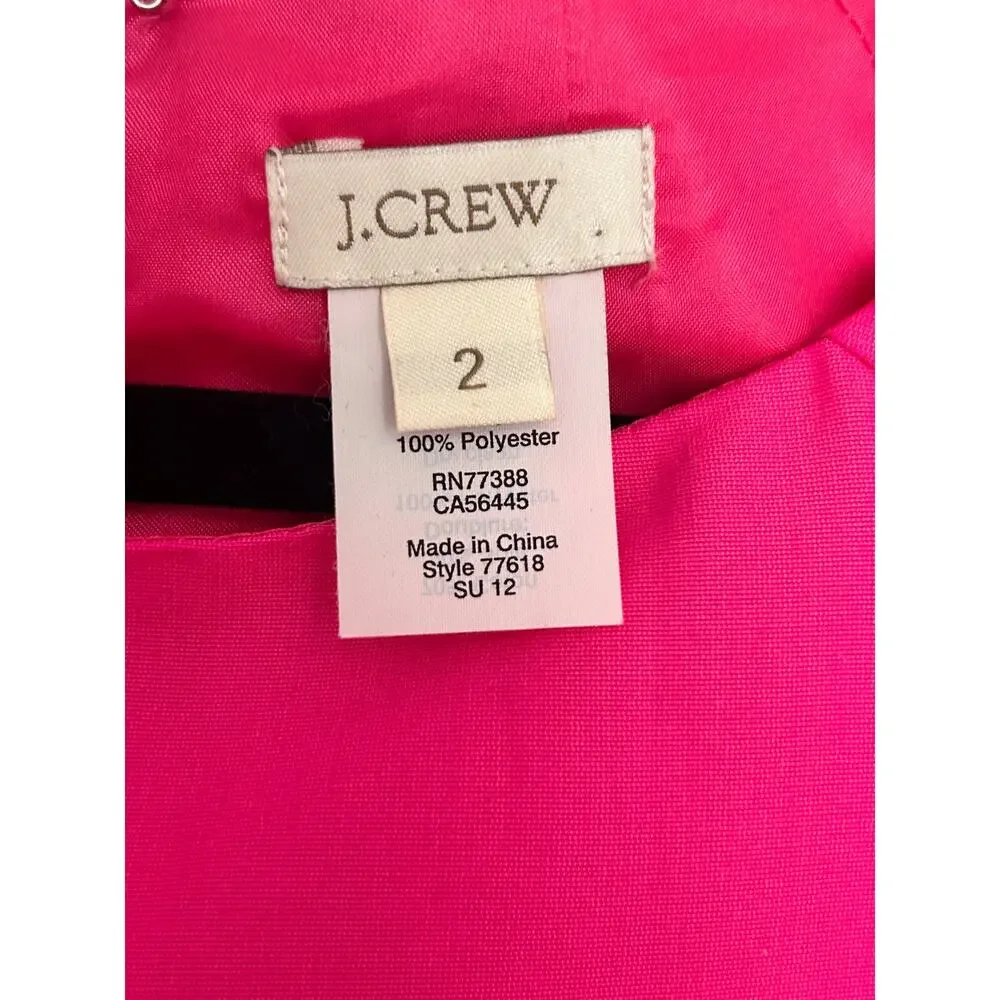 J.CREW
2
100% Polyester
RN77388
CA56445
Made in China
Style 77618
SU 12